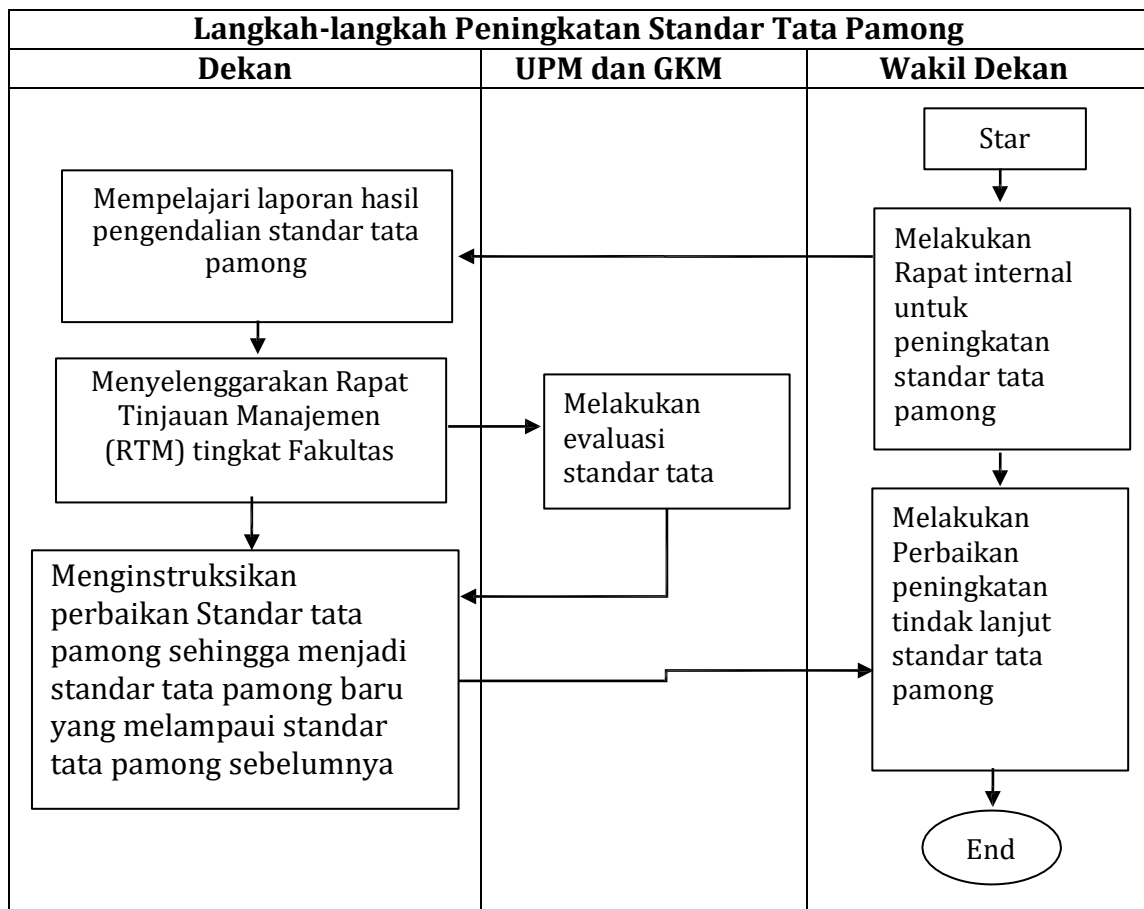 Langkah-langkah Peningkatan Standar Tata Pamong
Dekan
UPM dan GKM
Wakil Dekan
Star
Mempelajari laporan hasil
pengendalian standar tata
pamong
Melakukan
Rapat internal
untuk
peningkatan
standar tata
pamong
Menyelenggarakan Rapat
Tinjauan Manajemen
(RTM) tingkat Fakultas
Melakukan
evaluasi
standar tata
Menginstruksikan
perbaikan Standar tata
pamong sehingga menjadi
standar tata pamong baru
yang melampaui standar
tata pamong sebelumnya
Melakukan
Perbaikan
peningkatan
tindak lanjut
standar tata
pamong
End